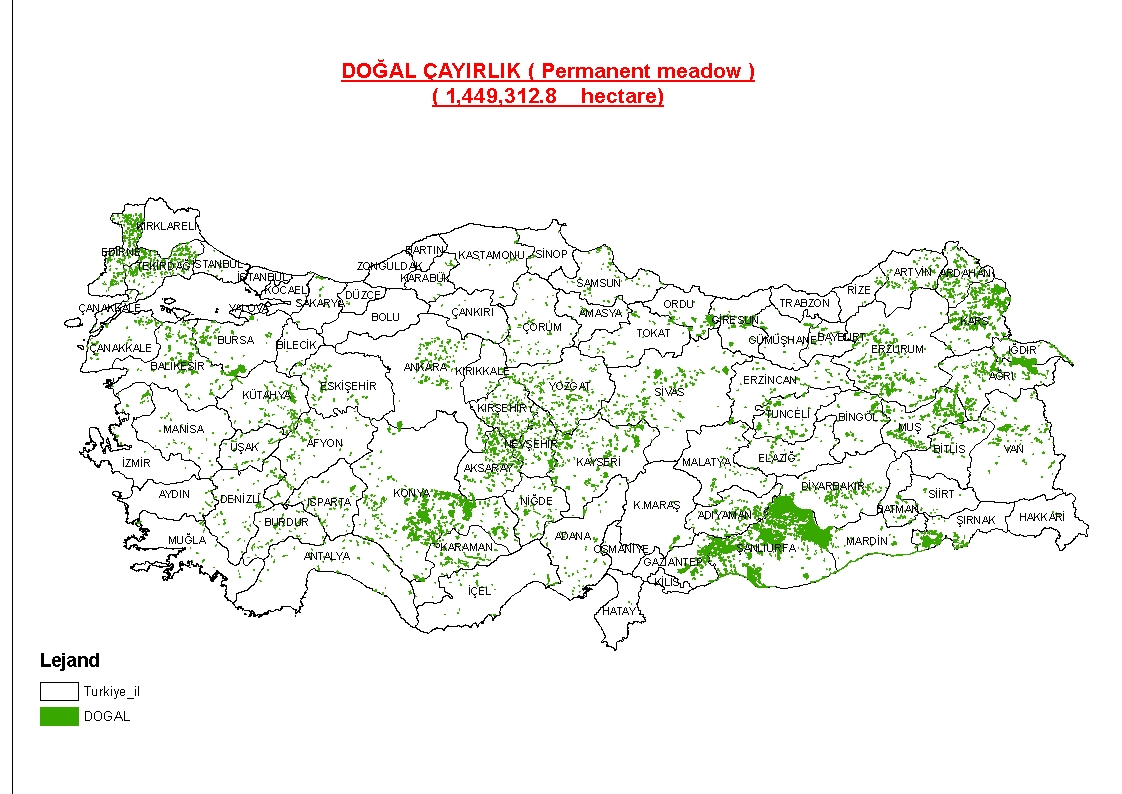 DOĞAL ÇAYIRLIK ( Permanent meadow )
( 1,449,312.8 hectare)
KIRKLARELİ
EDİRNE
TEKİRDAĞ
İSTANBUL
İSTANBUL
KOCAELİ
YALOVA
SAKARYA
DÜZCE
ZONGULDAK
BARTIN
KARABÜK
KASTAMONU
SİNOP
SAMSUN
ÇANAKKALE
ÇANAKKALE
BALIKESİR
BURSA
BİLECİK
BOLU
ÇANKIRI
ÇORUM
AMASYA
TOKAT
ORDU
GİRESUN
TRABZON
GÜMÜŞHANE
BAYBURT
RİZE
ARTVİN
ARDAHAN
KARS
IĞDIR
AĞRI
ERZURUM
ERZİNCAN
SİVAS
YOZGAT
KIRIKKALE
ANKARA
ESKİŞEHİR
KÜTAHYA
MANİSA
UŞAK
AFYON
KIRŞEHİR
NEVŞEHİR
KAYSERİ
AKSARAY
TUNCELİ
BİNGÖL
MUŞ
BİTLİS
VAN
ELAZIĞ
MALATYA
İZMİR
AYDIN
DENİZLİ
ISPARTA
BURDUR
KONYA
NİĞDE
K.MARAŞ
ADIYAMAN
DİYARBAKIR
BATMAN
SİİRT
ŞIRNAK
HAKKARİ
MARDİN
ŞANLIURFA
GAZİANTEP
KİLİS
OSMANİYE
ADANA
KARAMAN
İÇEL
ANTALYA
MUĞLA
HATAY
Lejand
Turkiye_il
DOGAL